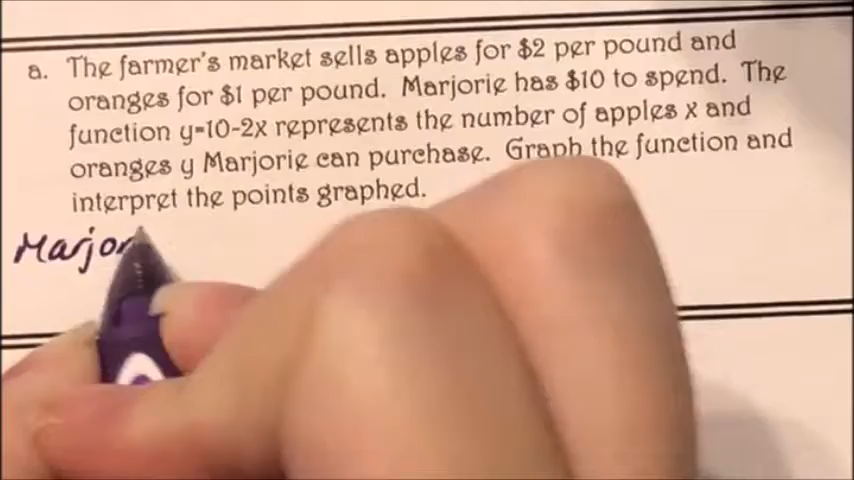 a. The farmer's market sells apples for $2 per pound and
oranges for $1 per pound. Marjorie has $10 to spend. The
function y=10-2x represents the number of apples x and
oranges y Marjorie can purchase. Graph the function and
interpret the points graphed.
Marjor